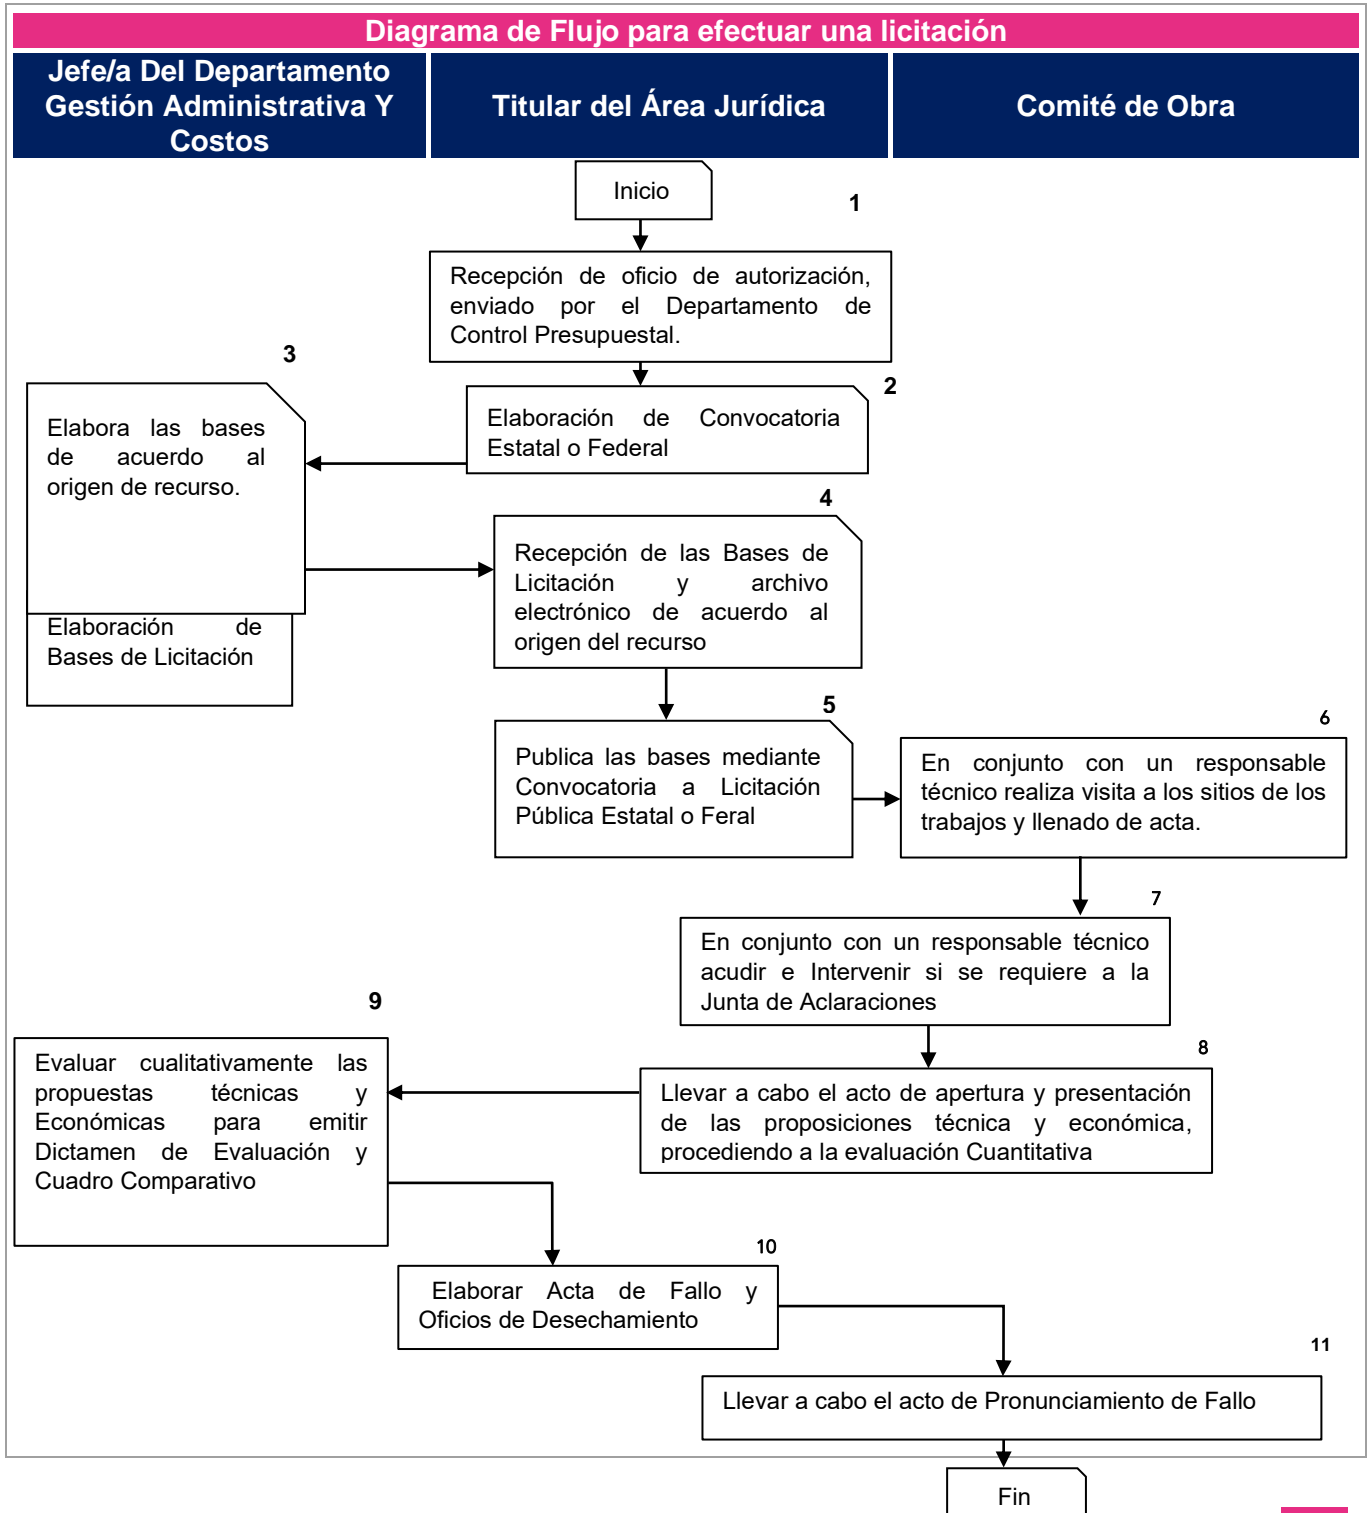 Diagrama de Flujo para efectuar una licitación
Jefe/a Del Departamento
Gestión Administrativa Y
Costos
Titular del Área Jurídica
Comité de Obra
Inicio
1
Recepción de oficio de autorización,
enviado por el Departamento de
Control Presupuestal.
2
Elaboración de Convocatoria
Estatal o Federal
3
Elabora las bases
de acuerdo al
origen de recurso.
Elaboración de
Bases de Licitación
4
Recepción de las Bases de
Licitación y archivo
electrónico de acuerdo al
origen del recurso
5
Publica las bases mediante
Convocatoria a Licitación
Pública Estatal o Feral
6
En conjunto con un responsable
técnico realiza visita a los sitios de los
trabajos y llenado de acta.
7
En conjunto con un responsable técnico
acudir e Intervenir si se requiere a la
Junta de Aclaraciones
8
Llevar a cabo el acto de apertura y presentación
de las proposiciones técnica y económica,
procediendo a la evaluación Cuantitativa
9
Evaluar cualitativamente las
propuestas técnicas y
Económicas para emitir
Dictamen de Evaluación y
Cuadro Comparativo
10
Elaborar Acta de Fallo y
Oficios de Desechamiento
11
Llevar a cabo el acto de Pronunciamiento de Fallo
Fin